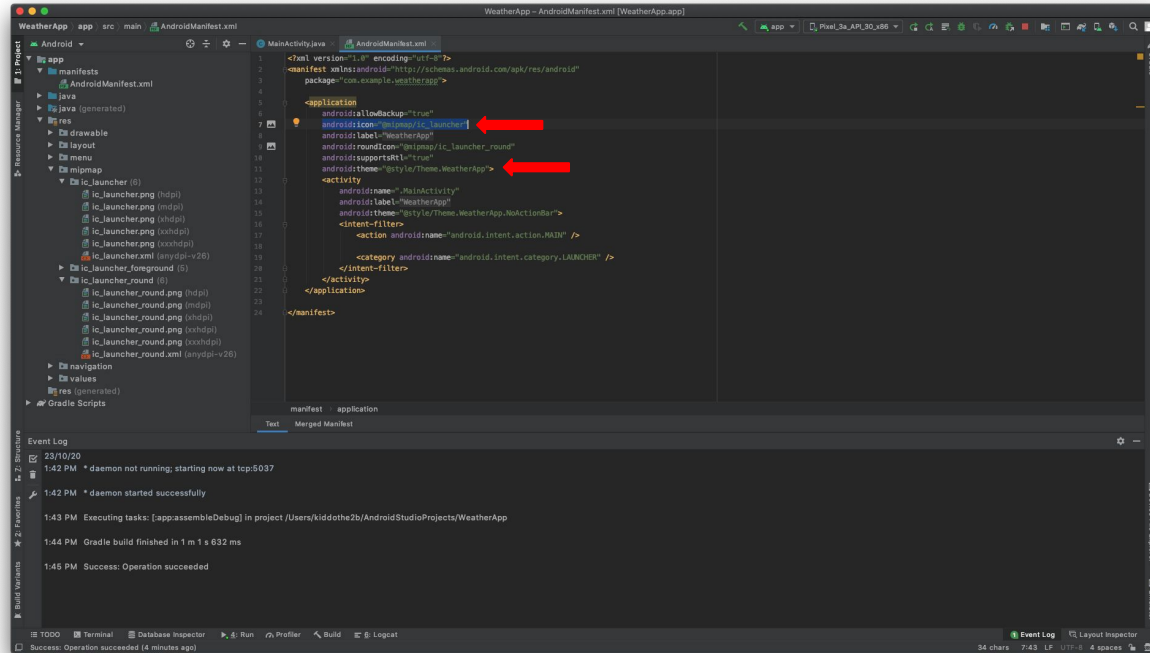 WeatherApp – AndroidManifest.xml [WeatherApp.app]
WeatherApp app src main AndroidManifest.xml
app Pixel_3a_API_30_x86
1: Project
Resource Manager
Android
app
manifests
AndroidManifest.xml
java
java (generated)
res
drawable
layout
menu
mipmap
ic_launcher (6)
ic_launcher.png (hdpi)
ic_launcher.png (mdpi)
ic_launcher.png (xhdpi)
ic_launcher.png (xxhdpi)
ic_launcher.png (xxxhdpi)
ic_launcher.xml (anydpi-v26)
ic_launcher_foreground (5)
ic_launcher_round (6)
ic_launcher_round.png (hdpi)
ic_launcher_round.png (mdpi)
ic_launcher_round.png (xhdpi)
ic_launcher_round.png (xxhdpi)
ic_launcher_round.png (xxxhdpi)
ic_launcher_round.xml (anydpi-v26)
navigation
values
res (generated)
Gradle Scripts
MainActivity.java AndroidManifest.xml
1 <?xml version="1.0" encoding="utf-8"?>
2 <manifest xmlns:android="http://schemas.android.com/apk/res/android"
3 package="com.example.weatherapp">
4
5 <application
6 android:allowBackup="true"
7 android:icon="@mipmap/ic_launcher"
8 android:label="WeatherApp"
9 android:roundIcon="@mipmap/ic_launcher_round"
10 android:supportsRtl="true"
11 android:theme="@style/Theme.WeatherApp">
12 <activity
13 android:name=".MainActivity"
14 android:label="WeatherApp"
15 android:theme="@style/Theme.WeatherApp.NoActionBar">
16 <intent-filter>
17 <action android:name="android.intent.action.MAIN" />
18
19 <category android:name="android.intent.category.LAUNCHER" />
20 </intent-filter>
21 </activity>
22 </application>
23
24 </manifest>
manifest application
Text Merged Manifest
7: Structure
2: Favorites
Build Variants
Event Log
23/10/20
1:42 PM * daemon not running; starting now at tcp:5037
1:42 PM * daemon started successfully
1:43 PM Executing tasks: [:app:assembleDebug] in project /Users/kiddothe2b/AndroidStudioProjects/WeatherApp
1:44 PM Gradle build finished in 1 m 1 s 632 ms
1:45 PM Success: Operation succeeded
TODO Terminal Database Inspector 4: Run Profiler Build 6: Logcat 1 Event Log Layout Inspector
Success: Operation succeeded (4 minutes ago) 34 chars 7:43 LF UTF-8 4 spaces